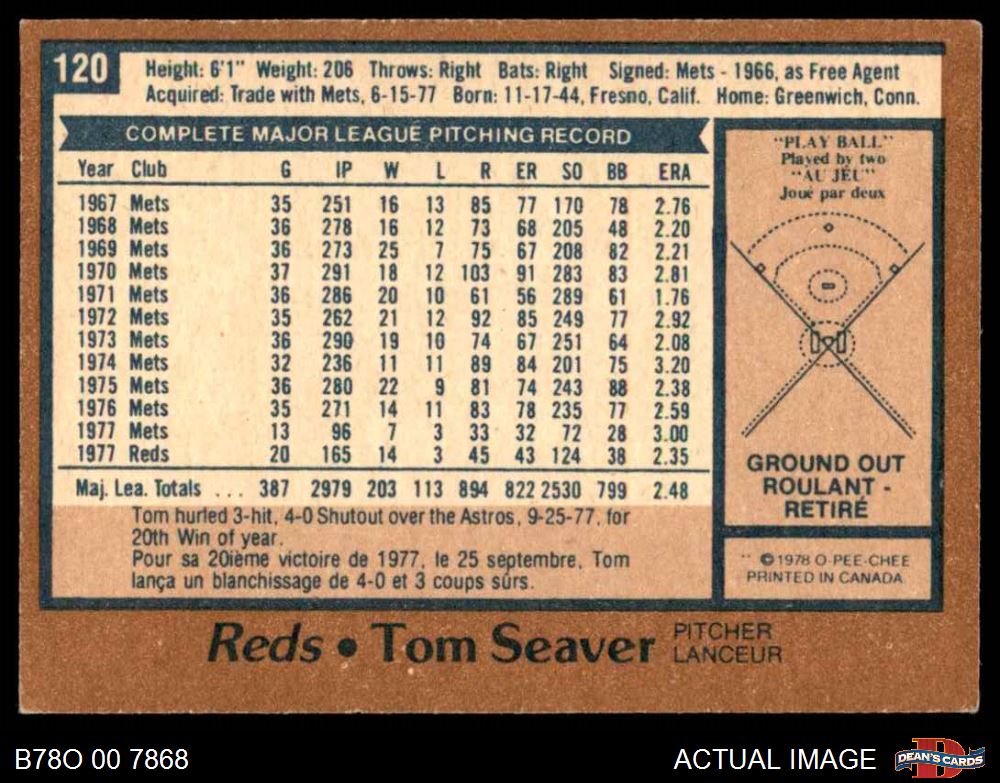 120
Height: 6'1" Weight: 206 Throws: Right Bats: Right Signed: Mets - 1966, as Free Agent
Acquired: Trade with Mets, 6-15-77 Born: 11-17-44, Fresno, Calif. Home: Greenwich, Conn.
COMPLETE MAJOR LEAGUE PITCHING RECORD
Year Club G IP W L R ER SO BB ERA
1967 Mets 35 251 16 13 85 77 170 78 2.76
1968 Mets 36 278 16 12 73 68 205 48 2.20
1969 Mets 36 273 25 7 75 67 208 82 2.21
1970 Mets 37 291 18 12 103 91 283 83 2.81
1971 Mets 36 286 20 10 61 56 289 61 1.76
1972 Mets 35 262 21 12 92 85 249 77 2.92
1973 Mets 36 290 19 10 74 67 251 64 2.08
1974 Mets 32 236 11 11 89 84 201 75 3.20
1975 Mets 36 280 22 9 81 74 243 88 2.38
1976 Mets 35 271 14 11 83 78 235 77 2.59
1977 Mets 13 96 7 3 33 32 72 28 3.00
1977 Reds 20 165 14 3 45 43 124 38 2.35
Maj. Lea. Totals ... 387 2979 203 113 894 822 2530 799 2.48
Tom hurled 3-hit, 4-0 Shutout over the Astros, 9-25-77, for
20th Win of year.
Pour sa 20ième victoire de 1977, le 25 septembre, Tom
lança un blanchissage de 4-0 et 3 coups sûrs.
"PLAY BALL"
Played by two
"AU JEU"
Joué par deux
GROUND OUT
ROULANT -
RETIRÉ
©1978 O-PEE-CHEE
PRINTED IN CANADA
Reds • Tom Seaver PITCHER
LANCEUR
B78O 00 7868
ACTUAL IMAGE
D
DEAN'S CARDS